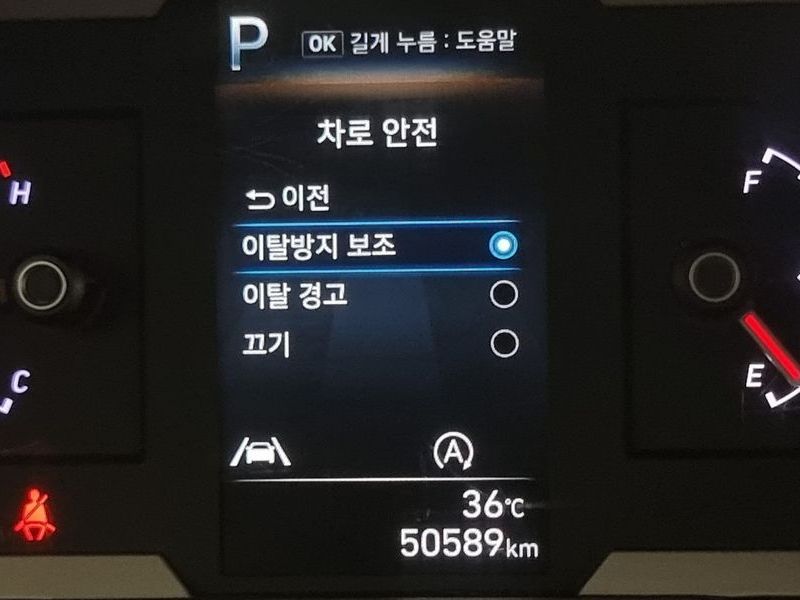 P
OK 길게 누름 : 도움말
차로 안전
이전
이탈방지 보조
이탈 경고
끄기
H
C
F
E
A
36℃
50589km